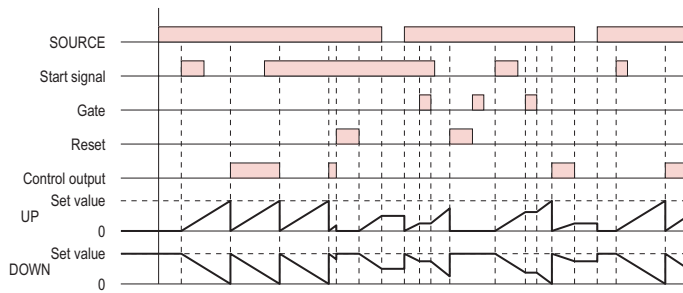 SOURCE
Start signal
Gate
Reset
Control output
Set value
UP
0
Set value
DOWN
0